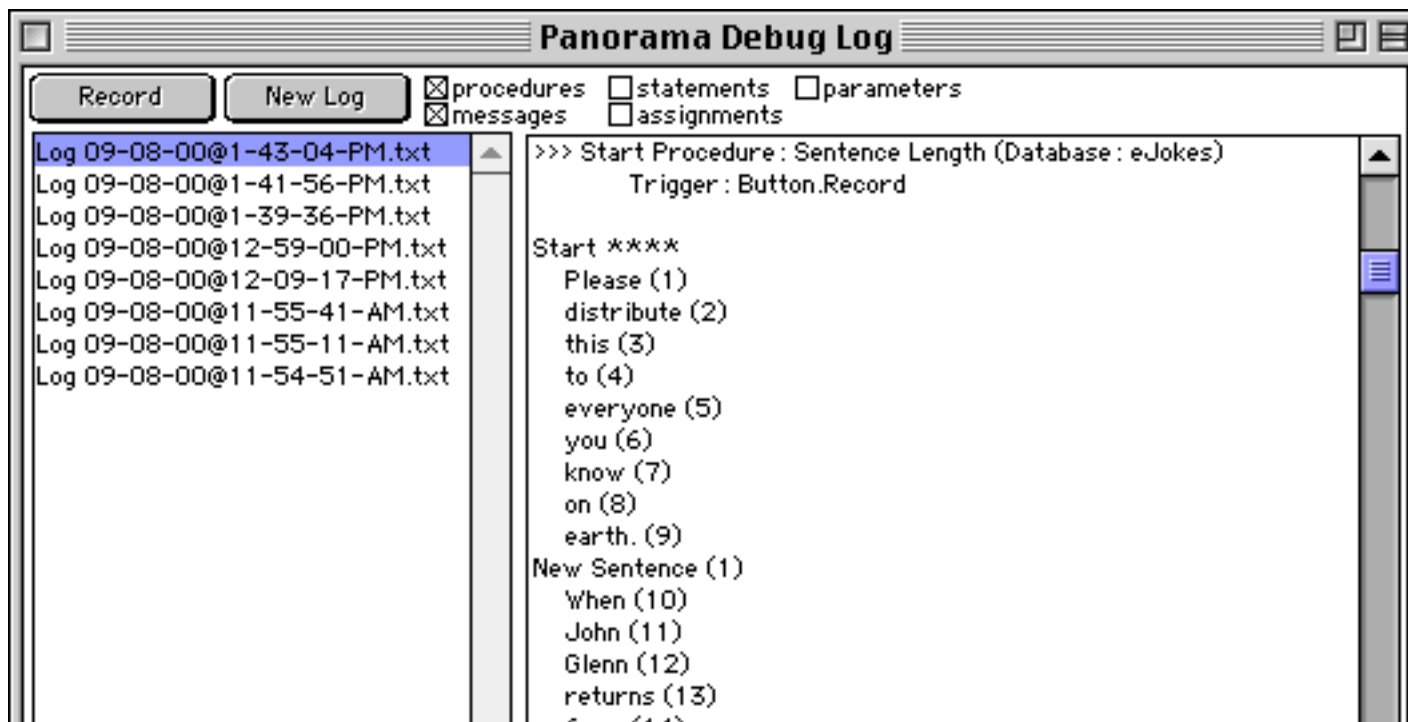 Panorama Debug Log
Record New Log procedures statements parameters
messages assignments
Log 09-08-00@1-43-04-PM.txt
Log 09-08-00@1-41-56-PM.txt
Log 09-08-00@1-39-36-PM.txt
Log 09-08-00@12-59-00-PM.txt
Log 09-08-00@12-09-17-PM.txt
Log 09-08-00@11-55-41-AM.txt
Log 09-08-00@11-55-11-AM.txt
Log 09-08-00@11-54-51-AM.txt
>>> Start Procedure: Sentence Length (Database: eJokes)
Trigger: Button.Record
Start ****
Please (1)
distribute (2)
this (3)
to (4)
everyone (5)
you (6)
know (7)
on (8)
earth. (9)
New Sentence (1)
When (10)
John (11)
Glenn (12)
returns (13)